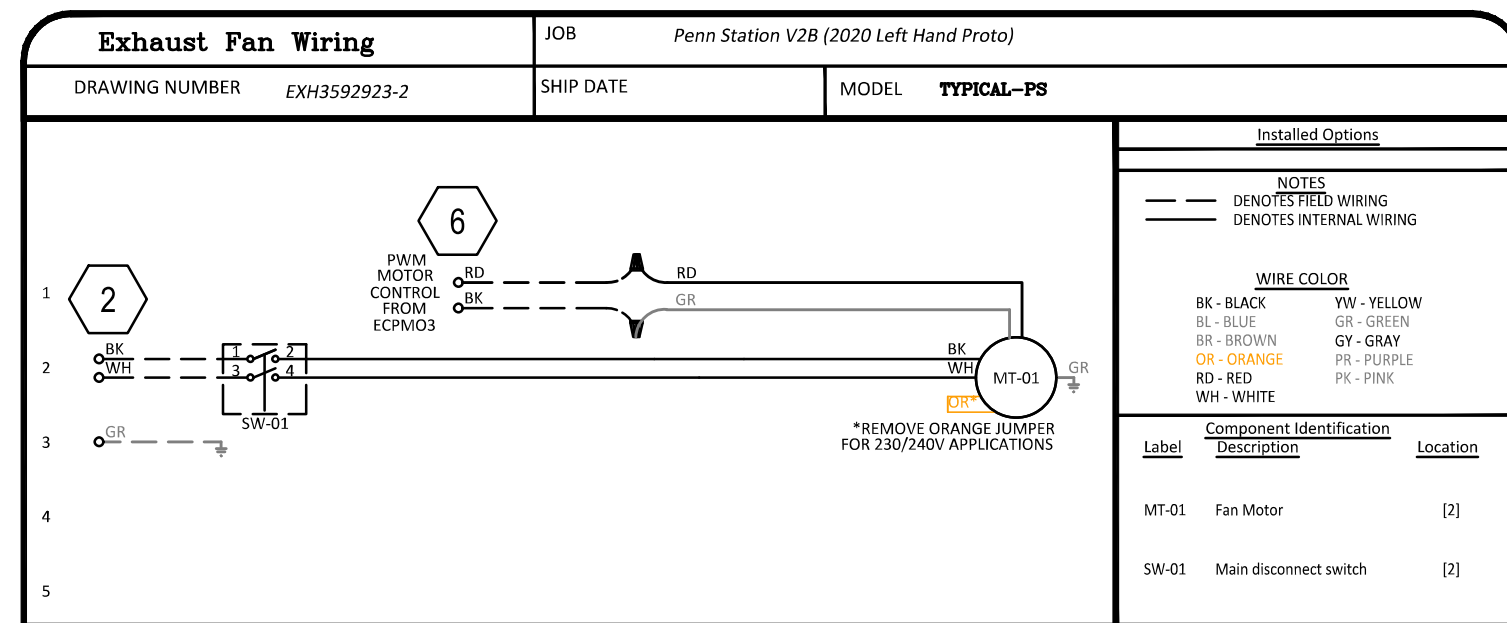 Exhaust Fan Wiring
JOB Penn Station V2B (2020 Left Hand Proto)
DRAWING NUMBER EXH3592923-2
SHIP DATE
MODEL TYPICAL-PS
Installed Options
NOTES
DENOTES FIELD WIRING
DENOTES INTERNAL WIRING
WIRE COLOR
BK - BLACK YW - YELLOW
BL - BLUE GR - GREEN
BR - BROWN GY - GRAY
OR - ORANGE PR - PURPLE
RD - RED PK - PINK
WH - WHITE
Component Identification
Label Description Location
MT-01 Fan Motor [2]
SW-01 Main disconnect switch [2]
6
PWM
MOTOR
CONTROL
FROM
ECPMO3
RD RD
BK GR
1
2
2
BK 1 2 BK
WH 3 4 WH
MT-01
GR
OR*
SW-01
*REMOVE ORANGE JUMPER
FOR 230/240V APPLICATIONS
3
GR
4
5